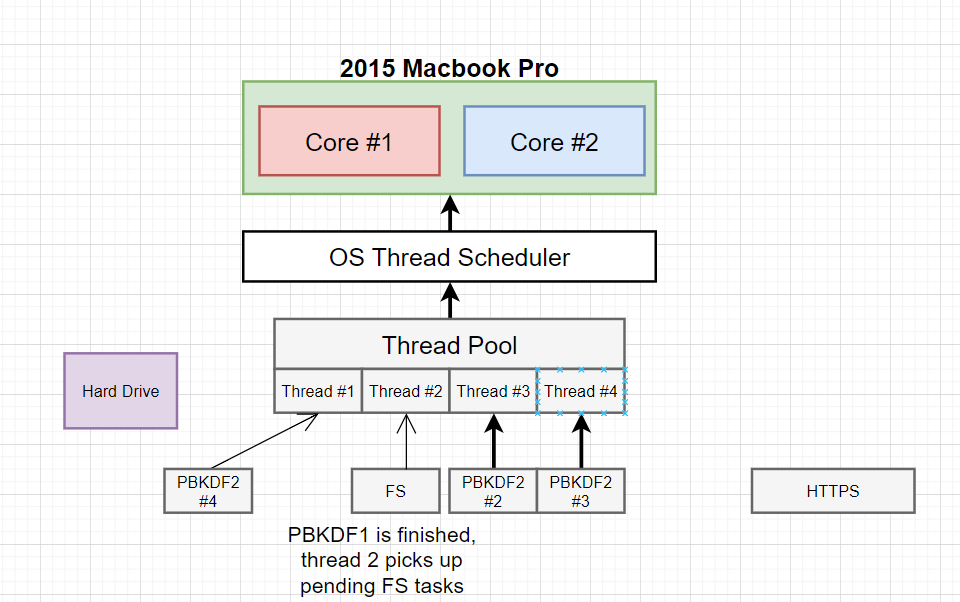 2015 Macbook Pro
Core #1
Core #2
OS Thread Scheduler
Thread Pool
Hard Drive
Thread #1
Thread #2
Thread #3
Thread #4
PBKDF2
#4
FS
PBKDF2
#2
PBKDF2
#3
HTTPS
PBKDF1 is finished,
thread 2 picks up
pending FS tasks